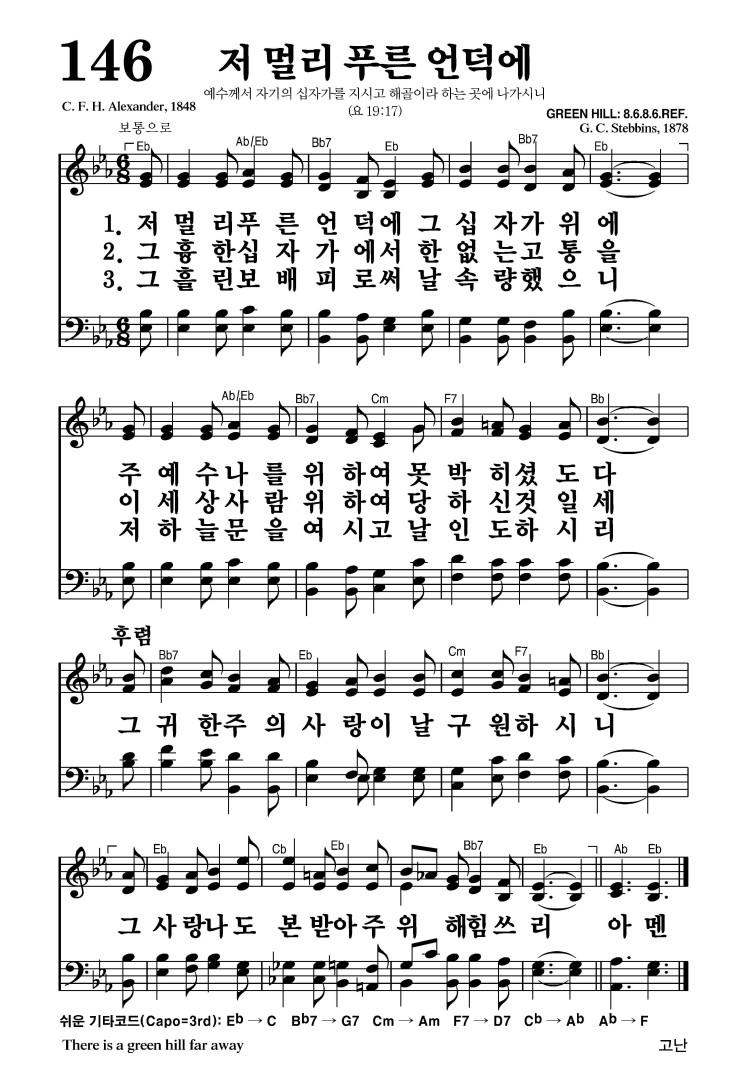 146 저 멀리 푸른 언덕에
예수께서 자기의 십자가를 지시고 해골이라 하는 곳에 나가시니
(요 19:17)
C. F. H. Alexander, 1848
GREEN HILL: 8.6.8.6.REF.
G. C. Stebbins, 1878
보통으로
Eb Ab/Eb Bb7 Eb Bb7 Eb
6 8
1. 저 멀 리푸 른 언 덕에 그 십 자가 위 에
2. 그 흉 한십 자 가 에서 한 없 는고 통 을
3. 그 흘 린보 배 피 로써 날 속 량했 으 니
6 8
Ab/Eb Bb7 Cm F7 Bb
주 예 수나 를 위 하여 못 박 히셨 도 다
이 세 상사 람 위 하여 당 하 신것 일 세
저 하 늘문 을 여 시고 날 인 도하 시 리
후렴
Bb7 Eb Cm F7 Bb
그 귀 한주 의 사 랑이 날 구 원하 시 니
Eb Cb Eb Bb7 Eb Ab Eb
그 사 랑나 도 본 받아 주 위 해힘 쓰 리 아 멘
쉬운 기타코드(Capo=3rd): Eb → C Bb7 → G7 Cm → Am F7 → D7 Cb → Ab Ab → F
There is a green hill far away
고난